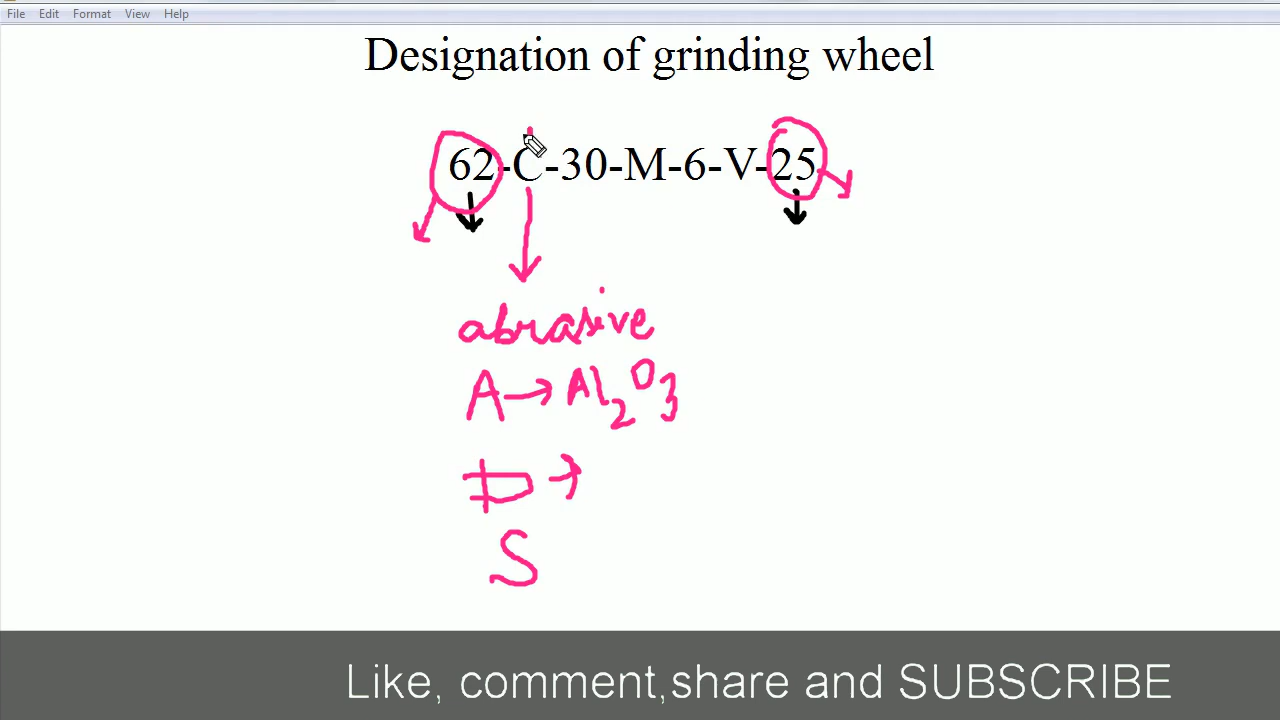 File Edit Format View Help
Designation of grinding wheel
62-C-30-M-6-V-25
abrasive
A→Al₂O₃
D→
S
Like, comment,share and SUBSCRIBE